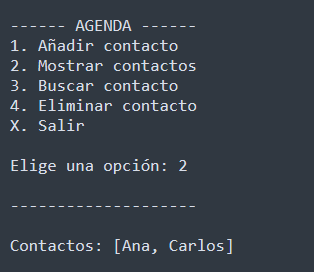 ------ AGENDA ------
1. Añadir contacto
2. Mostrar contactos
3. Buscar contacto
4. Eliminar contacto
X. Salir
Elige una opción: 2
--------------------
Contactos: [Ana, Carlos]